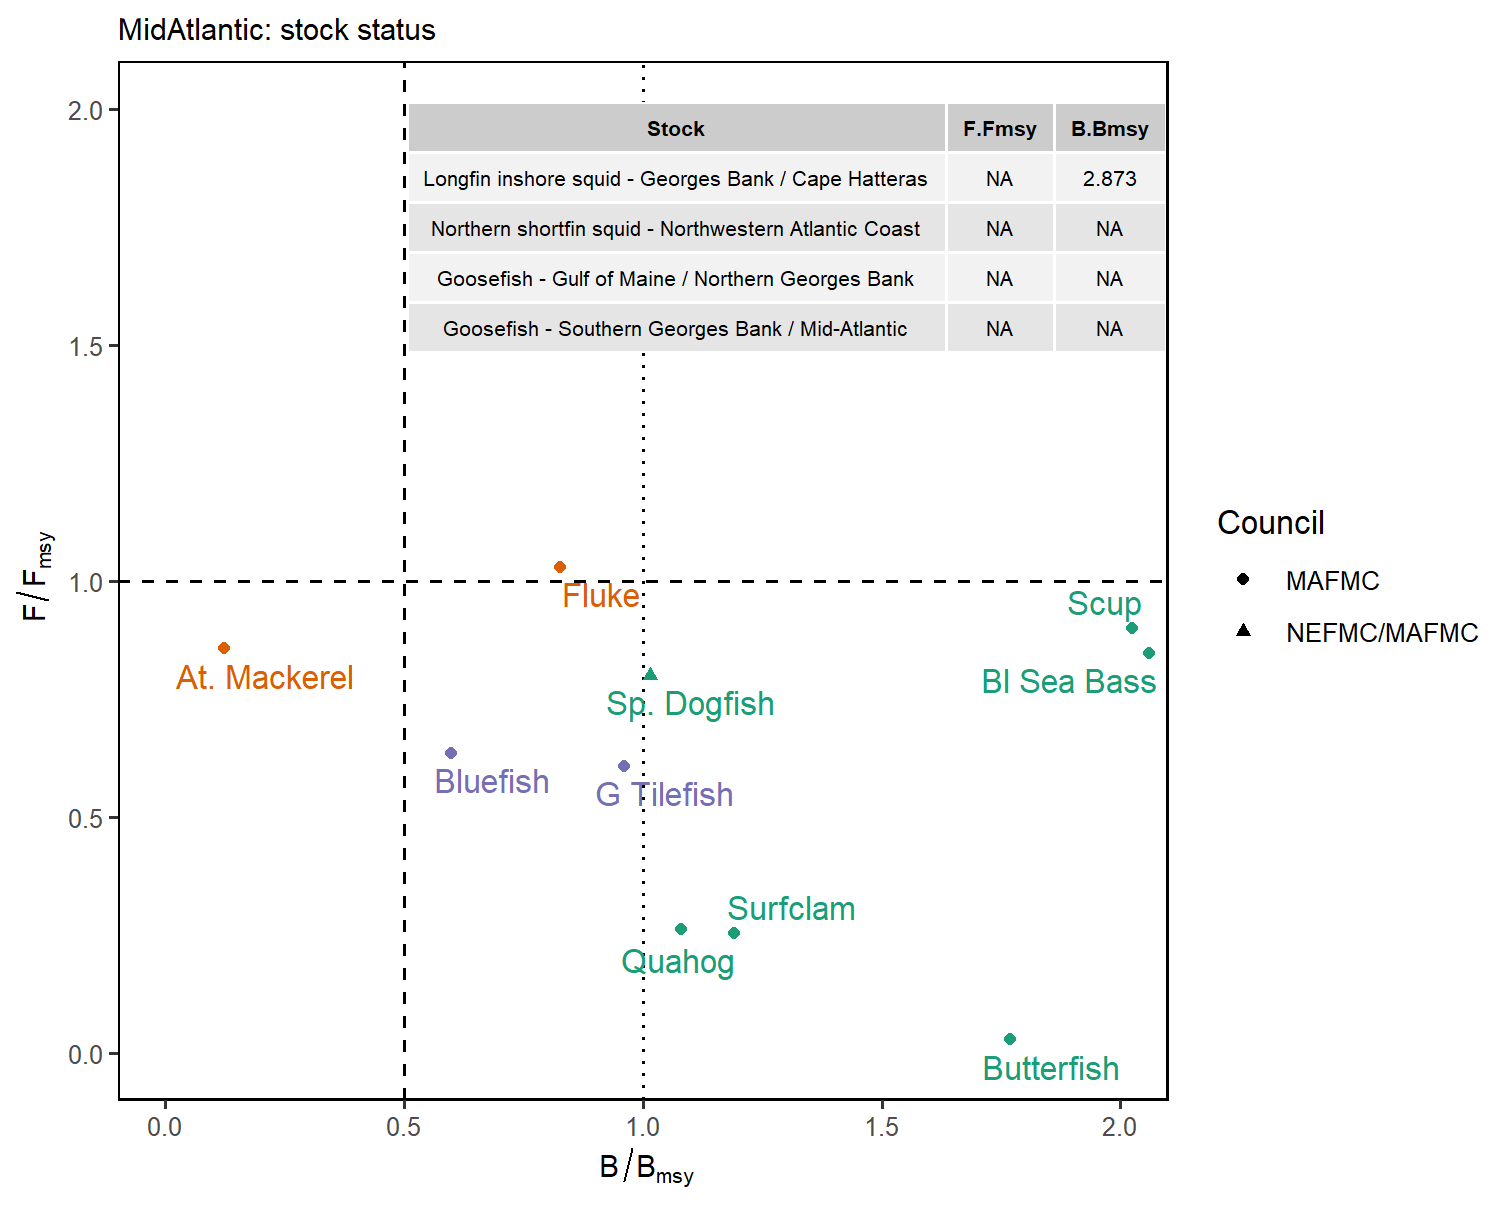 MidAtlantic: stock status
2.0
Stock F.Fmsy B.Bmsy
Longfin inshore squid - Georges Bank / Cape Hatteras NA 2.873
Northern shortfin squid - Northwestern Atlantic Coast NA NA
Goosefish - Gulf of Maine / Northern Georges Bank NA NA
Goosefish - Southern Georges Bank / Mid-Atlantic NA NA
1.5
1.0
0.5
0.0
F/Fmsy
Fluke
Scup
At. Mackerel
Bl Sea Bass
Sp. Dogfish
Bluefish
G Tilefish
Surfclam
Quahog
Butterfish
0.0 0.5 1.0 1.5 2.0
B/Bmsy
Council
MAFMC
NEFMC/MAFMC